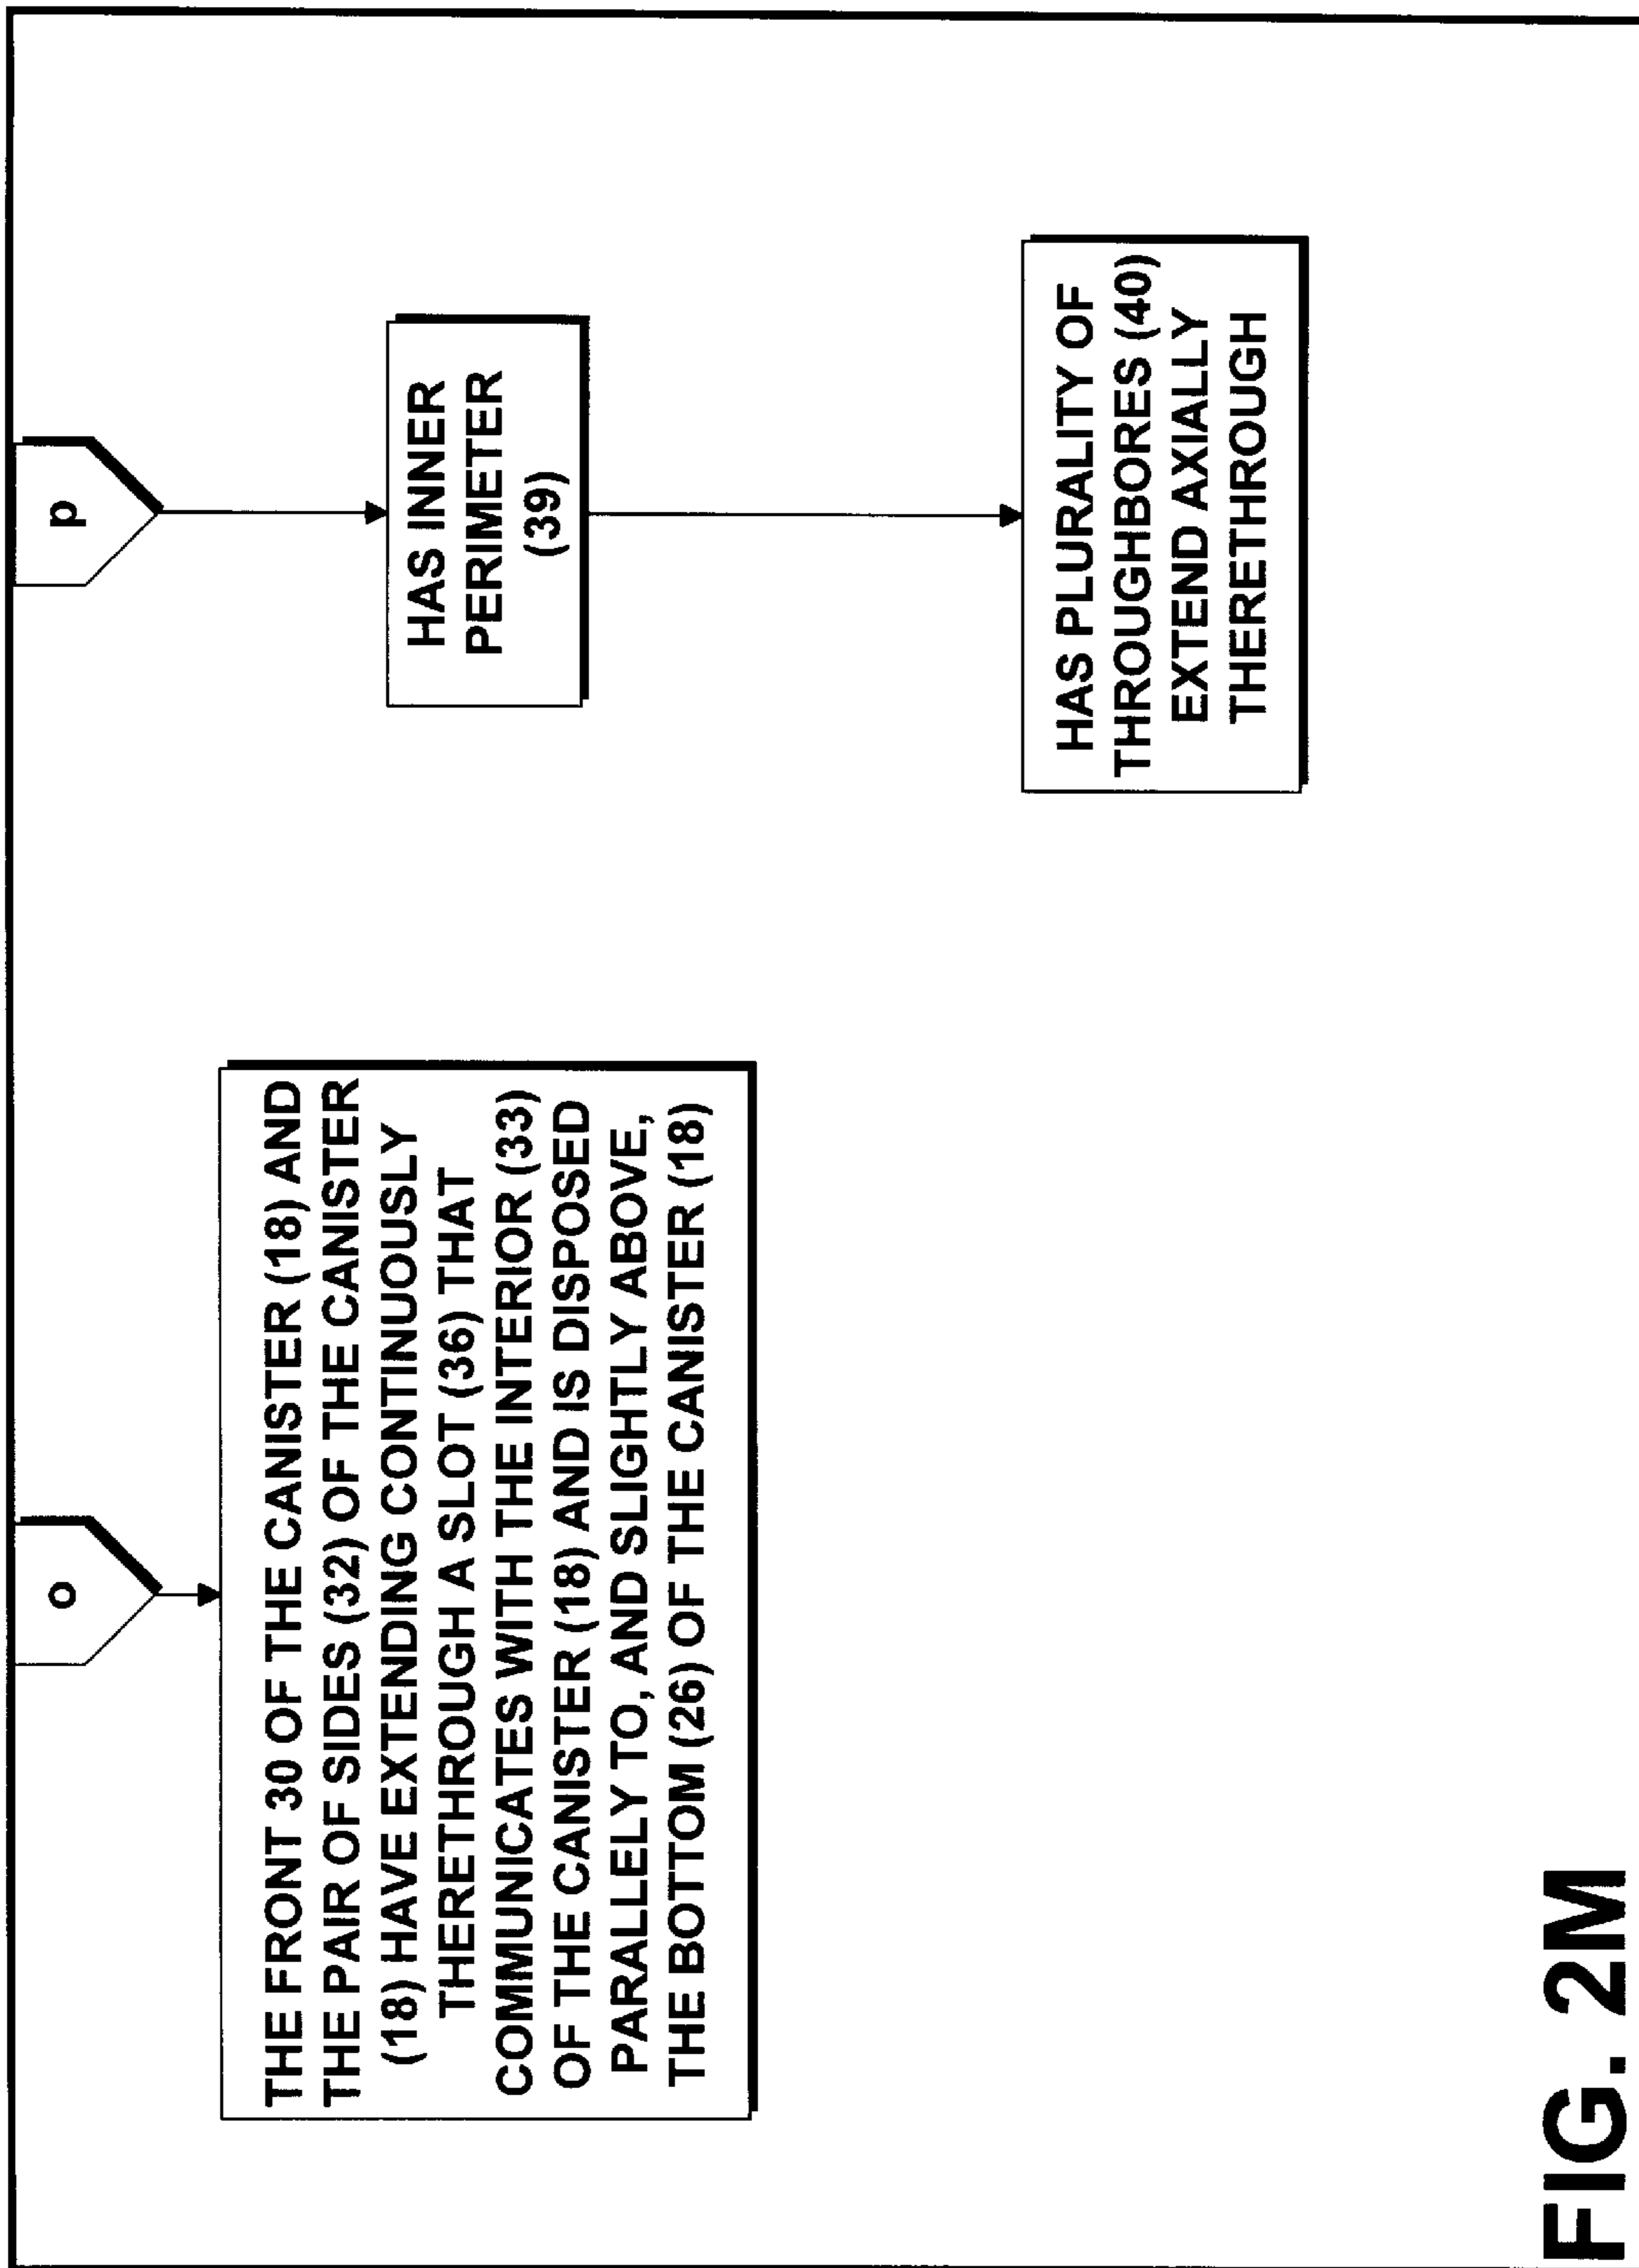 o
THE FRONT 30 OF THE CANISTER (18) AND
THE PAIR OF SIDES (32) OF THE CANISTER
(18) HAVE EXTENDING CONTINUOUSLY
THERETHROUGH A SLOT (36) THAT
COMMUNICATES WITH THE INTERIOR (33)
OF THE CANISTER (18) AND IS DISPOSED
PARALLELY TO, AND SLIGHTLY ABOVE,
THE BOTTOM (26) OF THE CANISTER (18)
p
HAS INNER
PERIMETER
(39)
HAS PLURALITY OF
THROUGHBORES (40)
EXTEND AXIALLY
THERETHROUGH
FIG. 2M